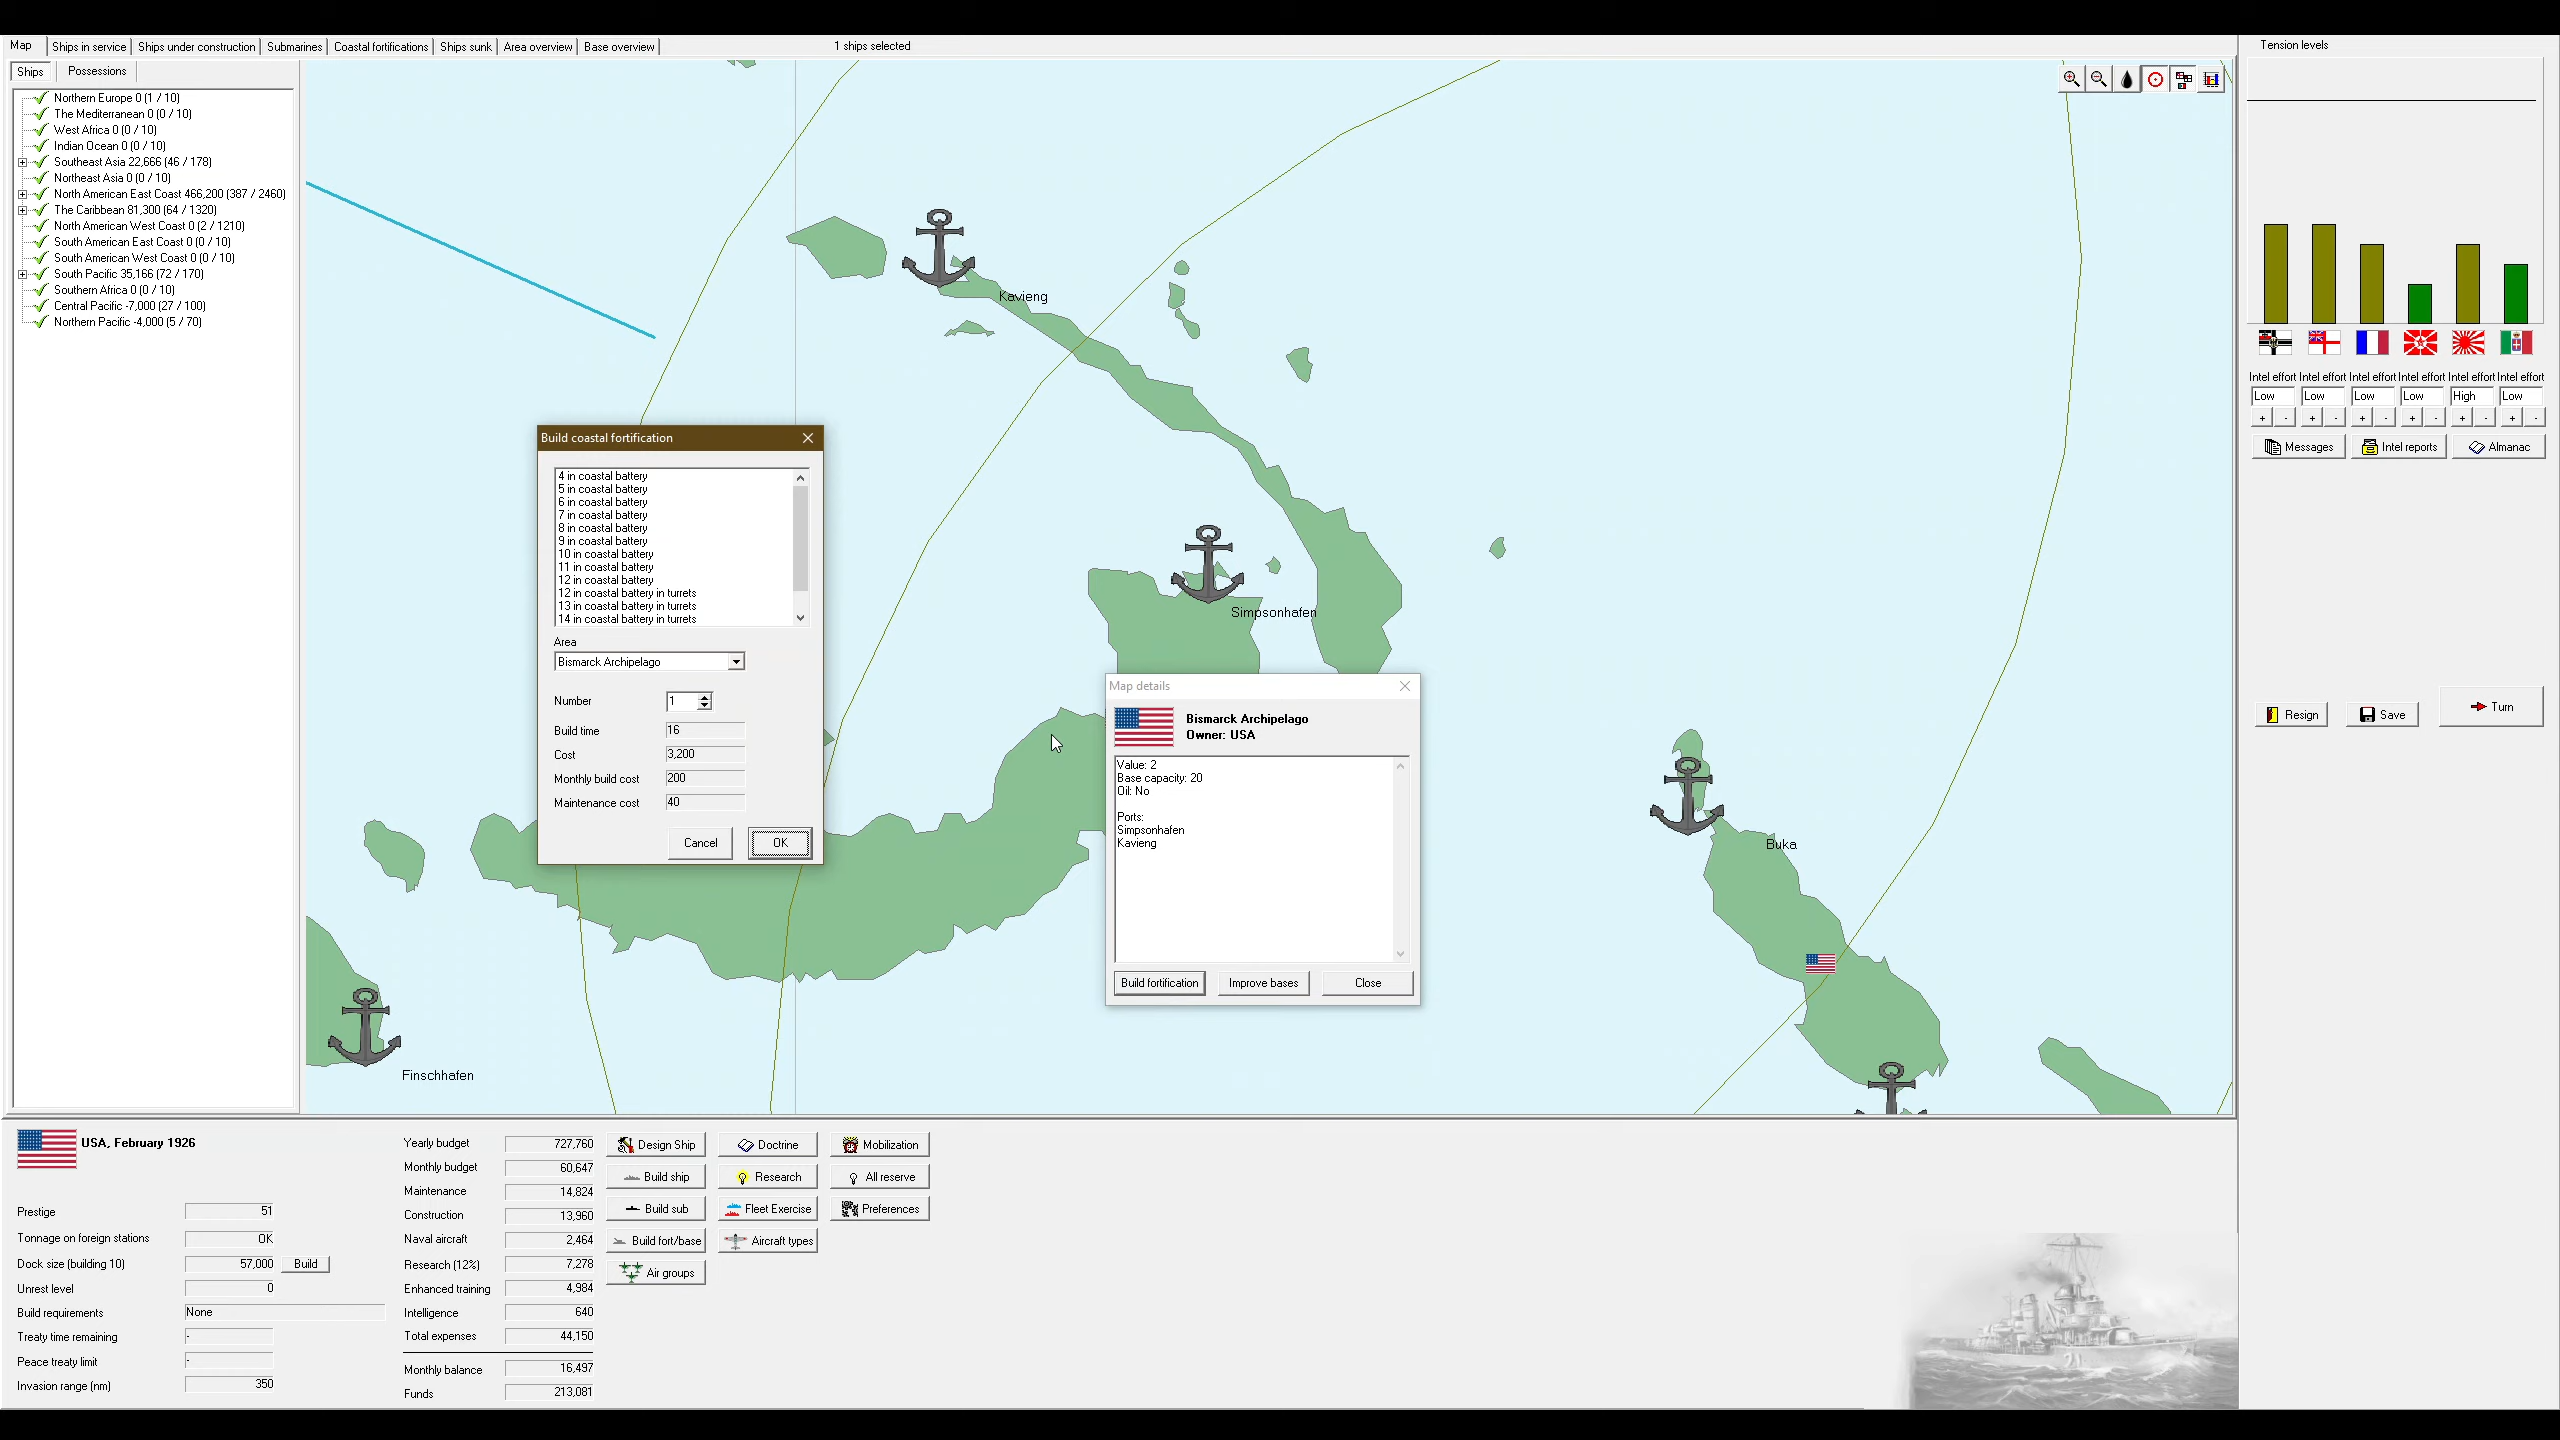 Map
Ships in service
Ships under construction
Submarines
Coastal fortifications
Ships sunk
Area overview
Base overview
1 ships selected
Tension levels
Ships
Possessions
Northern Europe 0 (1 / 10)
The Mediterranean 0 (0 / 10)
West Africa 0 (0 / 10)
Indian Ocean 0 (0 / 10)
Southeast Asia 22,666 (46 / 178)
Northeast Asia 0 (0 / 10)
North American East Coast 466,200 (387 / 2460)
The Caribbean 81,300 (64 / 1320)
North American West Coast 0 (2 / 1210)
South American East Coast 0 (0 / 10)
South American West Coast 0 (0 / 10)
South Pacific 35,166 (72 / 170)
Southern Africa 0 (0 / 10)
Central Pacific -7,000 (27 / 100)
Northern Pacific -4,000 (5 / 70)
Kavieng
Simpsonhafen
Buka
Finschhafen
Build coastal fortification
4 in coastal battery
5 in coastal battery
6 in coastal battery
7 in coastal battery
8 in coastal battery
9 in coastal battery
10 in coastal battery
11 in coastal battery
12 in coastal battery
12 in coastal battery in turrets
13 in coastal battery in turrets
14 in coastal battery in turrets
Area
Bismarck Archipelago
Number 1
Build time 16
Cost 3,200
Monthly build cost 200
Maintenance cost 40
Cancel OK
Map details
Bismarck Archipelago
Owner: USA
Value: 2
Base capacity: 20
Oil: No
Ports:
Simpsonhafen
Kavieng
Build fortification Improve bases Close
Intel effort Intel effort Intel effort Intel effort Intel effort Intel effort
Low Low Low Low High Low
+ - + - + - + - + - + -
Messages Intel reports Almanac
Resign Save Turn
USA, February 1926
Prestige 51
Tonnage on foreign stations OK
Dock size (building 10) 57,000 Build
Unrest level 0
Build requirements None
Treaty time remaining -
Peace treaty limit -
Invasion range (nm) 350
Yearly budget 727,760
Monthly budget 60,647
Maintenance 14,824
Construction 13,960
Naval aircraft 2,464
Research (12%) 7,278
Enhanced training 4,984
Intelligence 640
Total expenses 44,150
Monthly balance 16,497
Funds 213,081
Design Ship Doctrine Mobilization
Build ship Research All reserve
Build sub Fleet Exercise Preferences
Build fort/base Aircraft types
Air groups